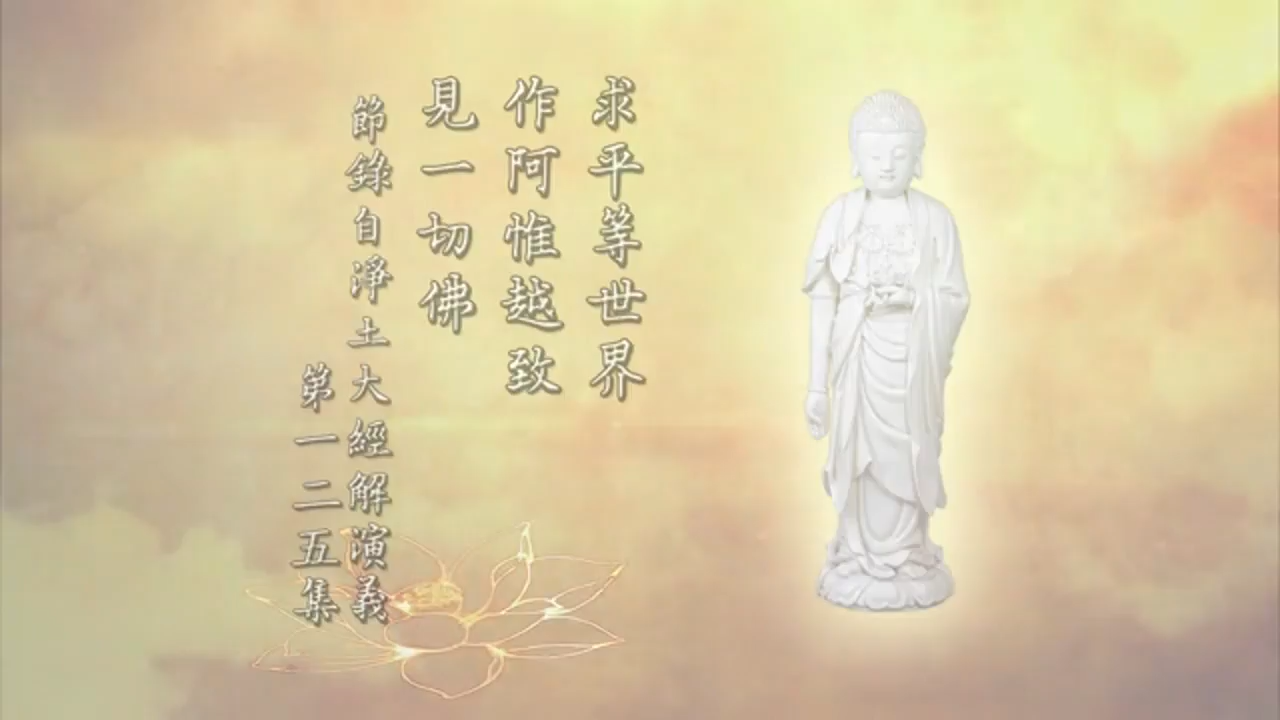 求平等世界
作阿惟越致
見一切佛
節錄自淨土大經解演義
第一二五集